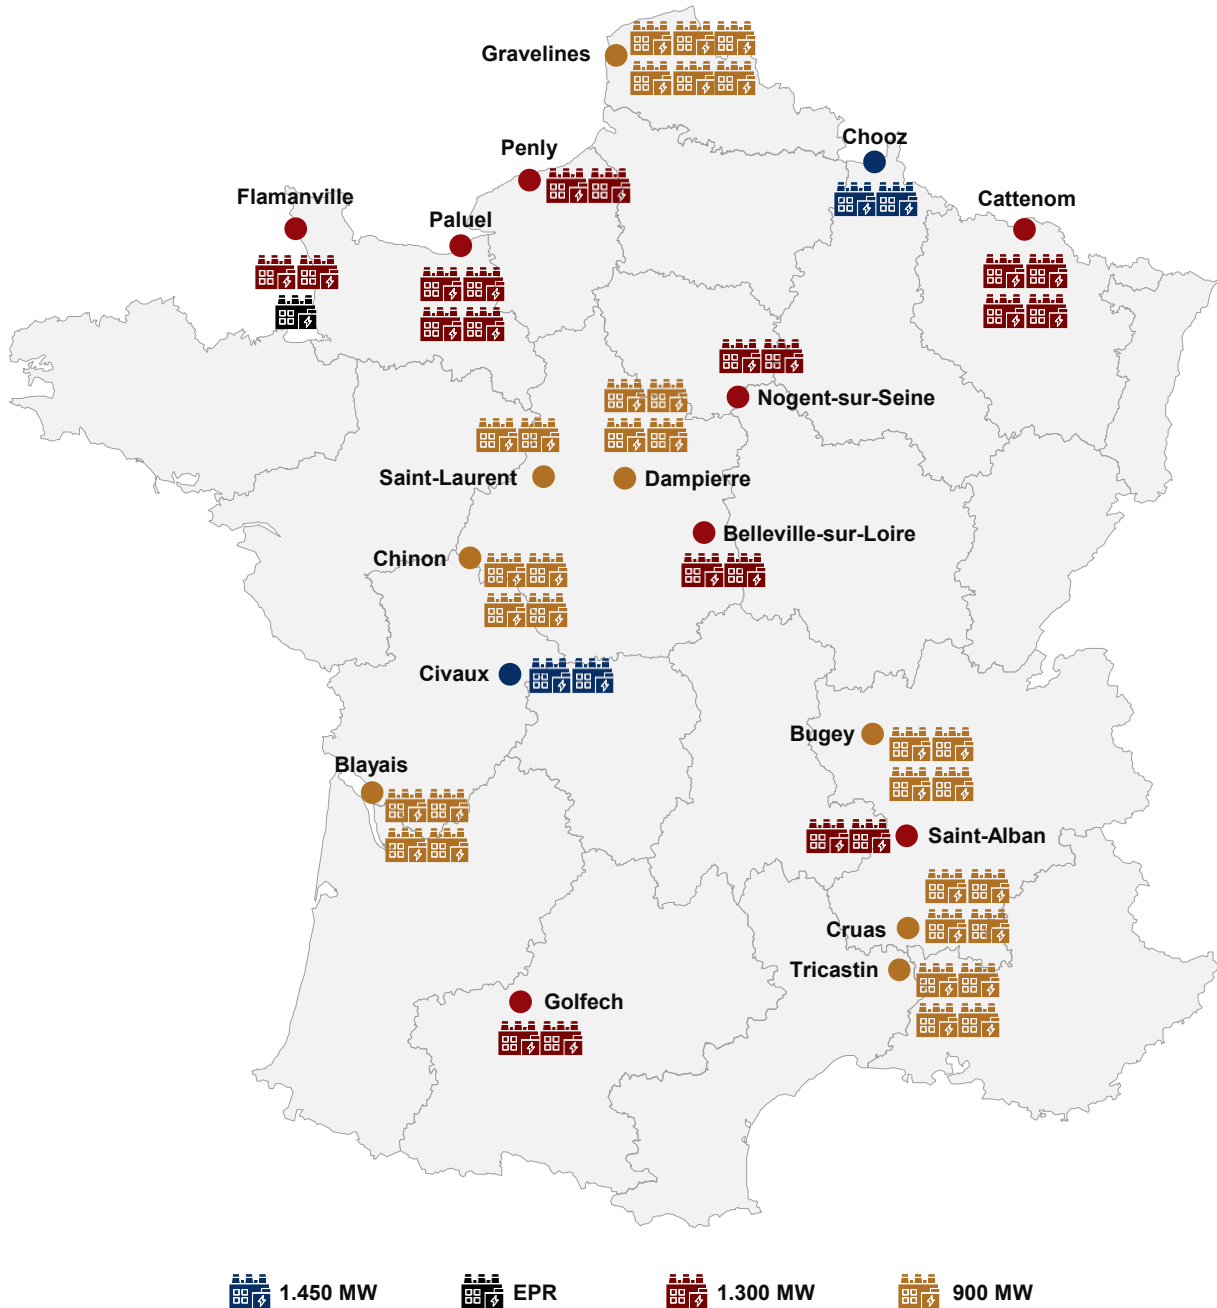 Gravelines
Chooz
Penly
Flamanville
Cattenom
Paluel
Nogent-sur-Seine
Saint-Laurent
Dampierre
Belleville-sur-Loire
Chinon
Civaux
Bugey
Blayais
Saint-Alban
Cruas
Tricastin
Golfech
1.450 MW
EPR
1.300 MW
900 MW